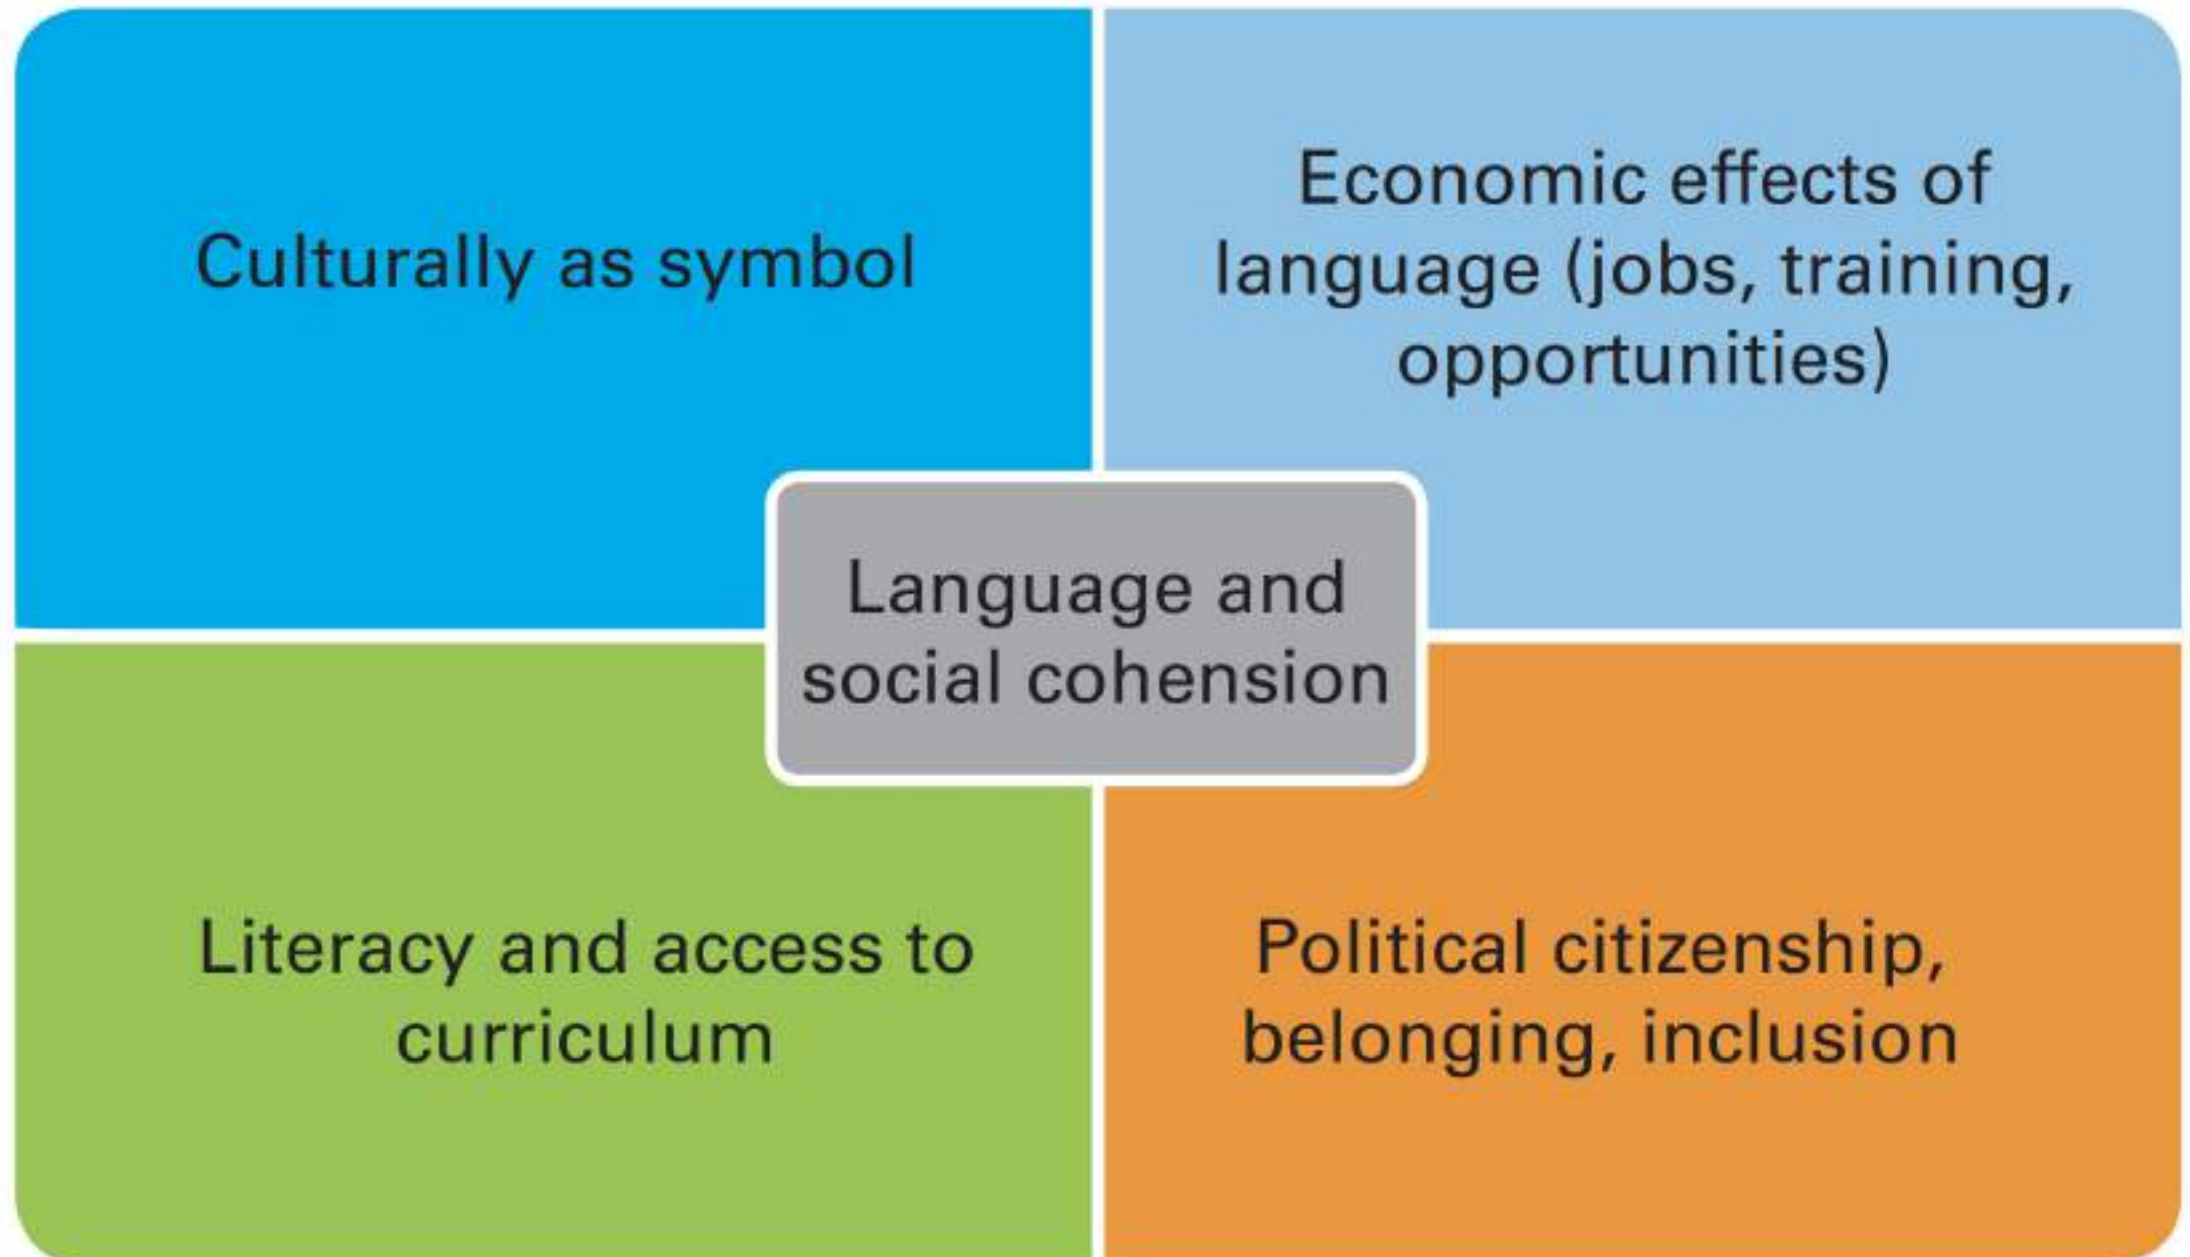 Culturally as symbol
Economic effects of
language (jobs, training,
opportunities)
Language and
social cohension
Literacy and access to
curriculum
Political citizenship,
belonging, inclusion